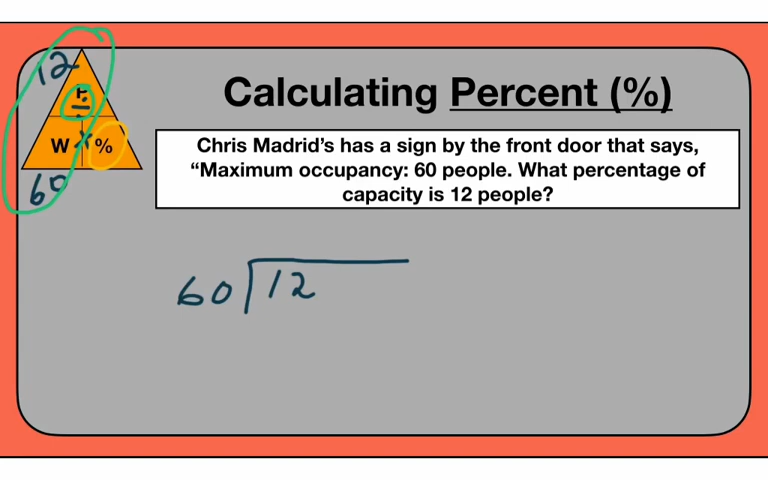 12
P
÷
W × %
60
Calculating Percent (%)
Chris Madrid's has a sign by the front door that says,
“Maximum occupancy: 60 people. What percentage of
capacity is 12 people?
60 12